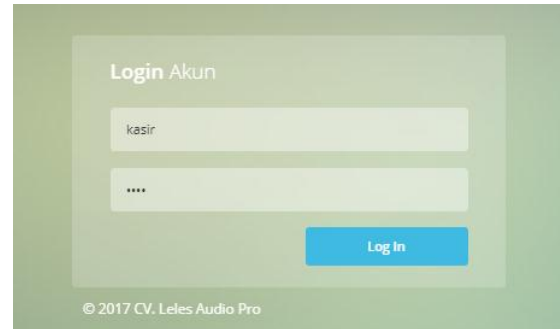 Login Akun
kasir
••••
Log In
© 2017 CV. Leles Audio Pro